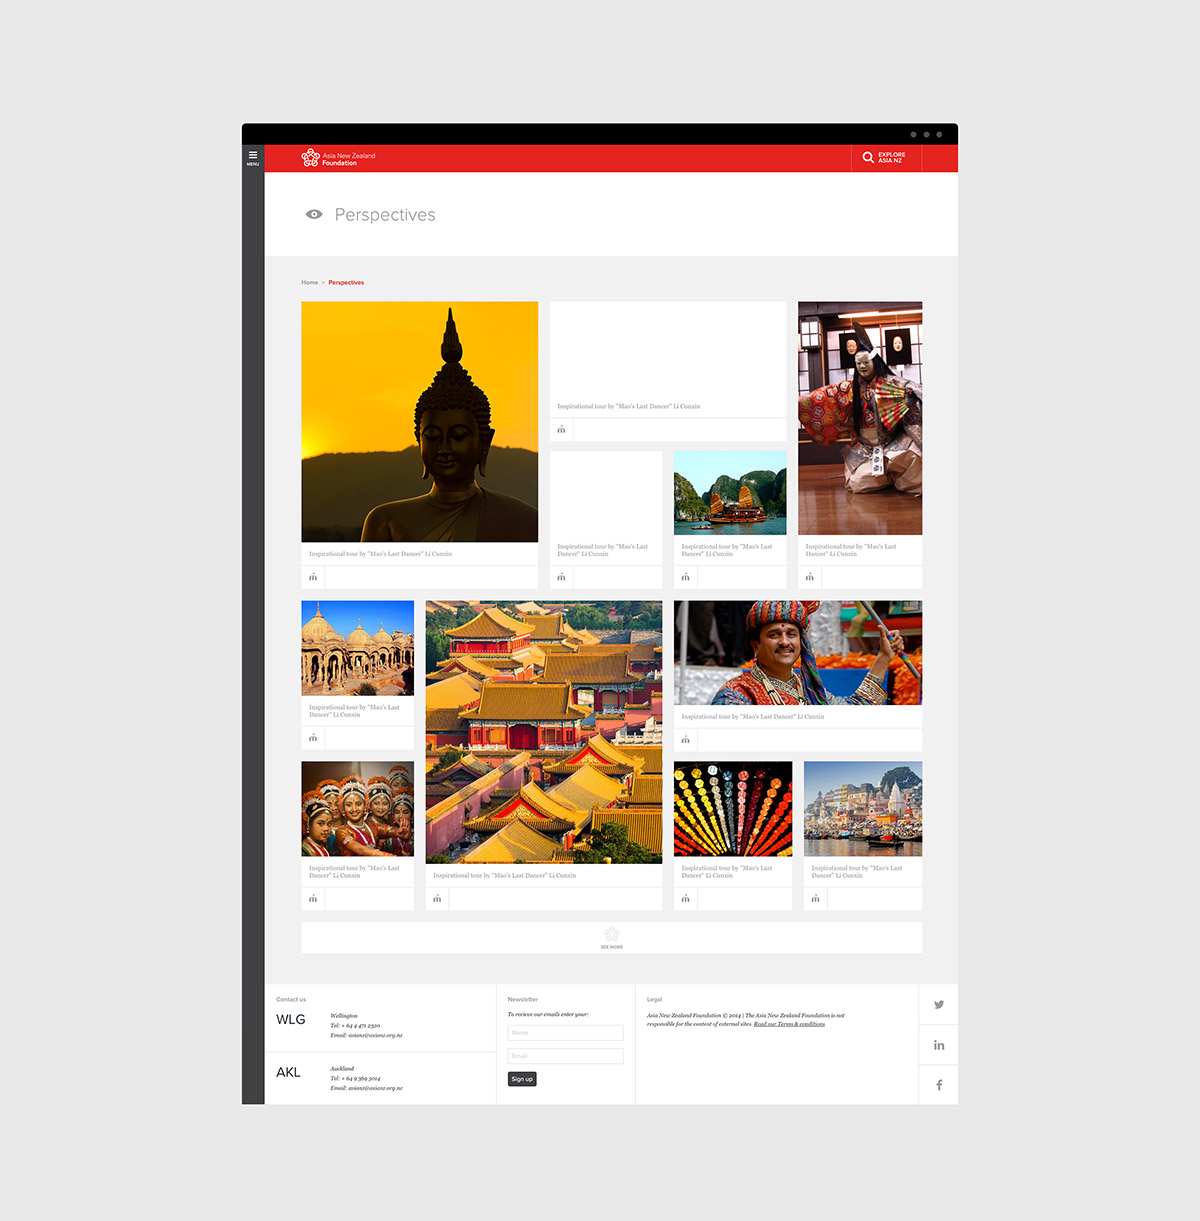 MENU
Asia New Zealand
Foundation
EXPLORE
ASIA NZ
Perspectives
Home > Perspectives
Inspirational tour by "Mao's Last Dancer" Li Cunxin
Inspirational tour by "Mao's Last Dancer" Li Cunxin
Inspirational tour by "Mao's Last
Dancer" Li Cunxin
Inspirational tour by "Mao's Last
Dancer" Li Cunxin
Inspirational tour by "Mao's Last
Dancer" Li Cunxin
Inspirational tour by "Mao's Last
Dancer" Li Cunxin
Inspirational tour by "Mao's Last Dancer" Li Cunxin
Inspirational tour by "Mao's Last
Dancer" Li Cunxin
Inspirational tour by "Mao's Last Dancer" Li Cunxin
Inspirational tour by "Mao's Last
Dancer" Li Cunxin
Inspirational tour by "Mao's Last
Dancer" Li Cunxin
SEE MORE
Contact us
WLG
Wellington
Tel: + 64 4 471 2320
Email: asianz@asianz.org.nz
AKL
Auckland
Tel: + 64 9 369 3014
Email: asianz@asianz.org.nz
Newsletter
To recieve our emails enter your:
Name
Email
Sign up
Legal
Asia New Zealand Foundation © 2014 | The Asia New Zealand Foundation is not
responsible for the content of external sites. Read our Terms & conditions